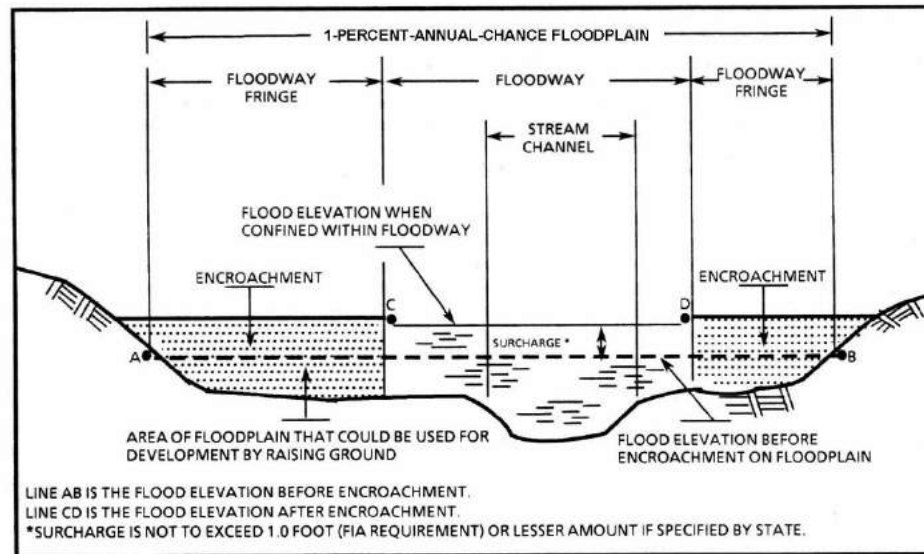 1-PERCENT-ANNUAL-CHANCE FLOODPLAIN
FLOODWAY
FRINGE
FLOODWAY
FLOODWAY
FRINGE
STREAM
CHANNEL
FLOOD ELEVATION WHEN
CONFINED WITHIN FLOODWAY
ENCROACHMENT
ENCROACHMENT
C
D
SURCHARGE *
A
B
AREA OF FLOODPLAIN THAT COULD BE USED FOR
DEVELOPMENT BY RAISING GROUND
FLOOD ELEVATION BEFORE
ENCROACHMENT ON FLOODPLAIN
LINE AB IS THE FLOOD ELEVATION BEFORE ENCROACHMENT.
LINE CD IS THE FLOOD ELEVATION AFTER ENCROACHMENT.
*SURCHARGE IS NOT TO EXCEED 1.0 FOOT (FIA REQUIREMENT) OR LESSER AMOUNT IF SPECIFIED BY STATE.